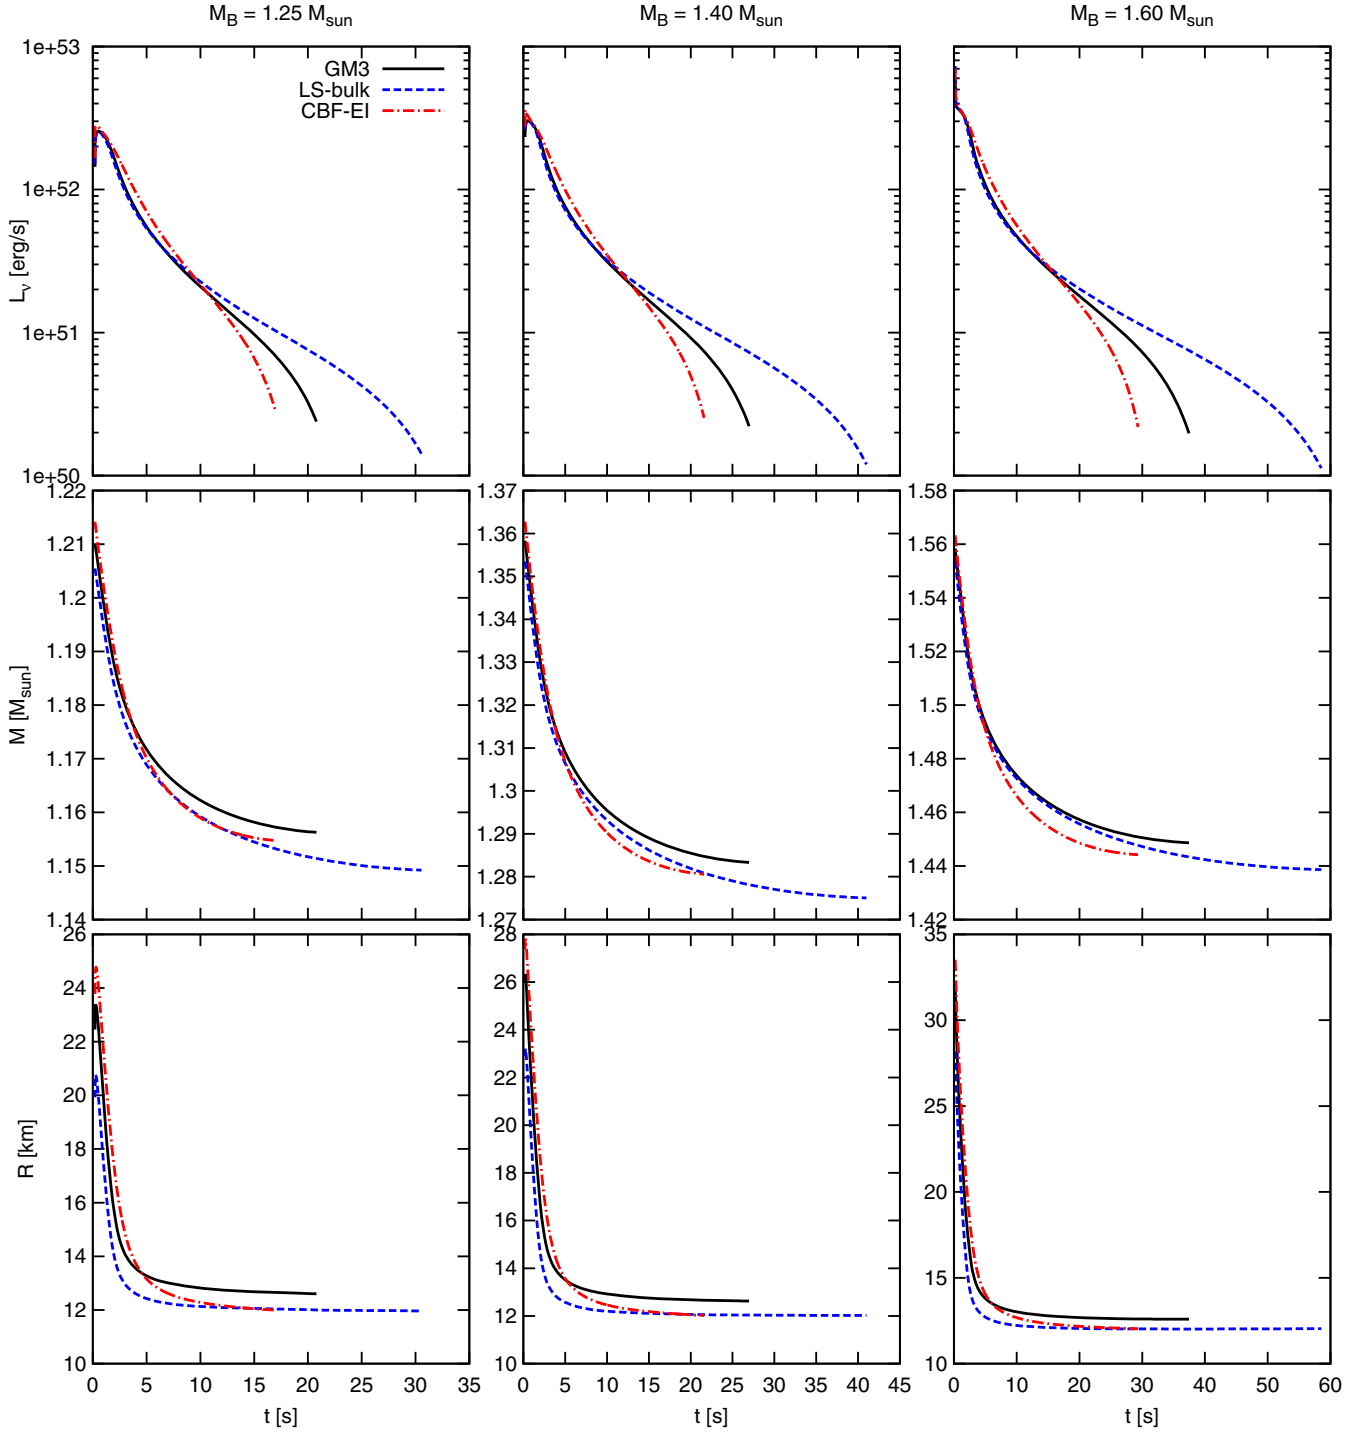 M_B = 1.25 M_sun
M_B = 1.40 M_sun
M_B = 1.60 M_sun
GM3
LS-bulk
CBF-EI
L_ν [erg/s]
1e+53
1e+52
1e+51
1e+50
M [M_sun]
1.22
1.21
1.2
1.19
1.18
1.17
1.16
1.15
1.14
1.37
1.36
1.35
1.34
1.33
1.32
1.31
1.3
1.29
1.28
1.27
1.58
1.56
1.54
1.52
1.5
1.48
1.46
1.44
1.42
R [km]
26
24
22
20
18
16
14
12
10
28
26
24
22
20
18
16
14
12
10
35
30
25
20
15
10
0 5 10 15 20 25 30 35
0 5 10 15 20 25 30 35 40 45
0 10 20 30 40 50 60
t [s]
t [s]
t [s]